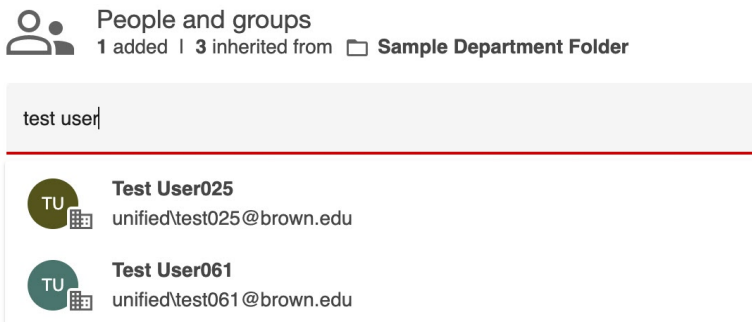 People and groups
1 added | 3 inherited from Sample Department Folder
test user
TU
Test User025
unified\test025@brown.edu
TU
Test User061
unified\test061@brown.edu